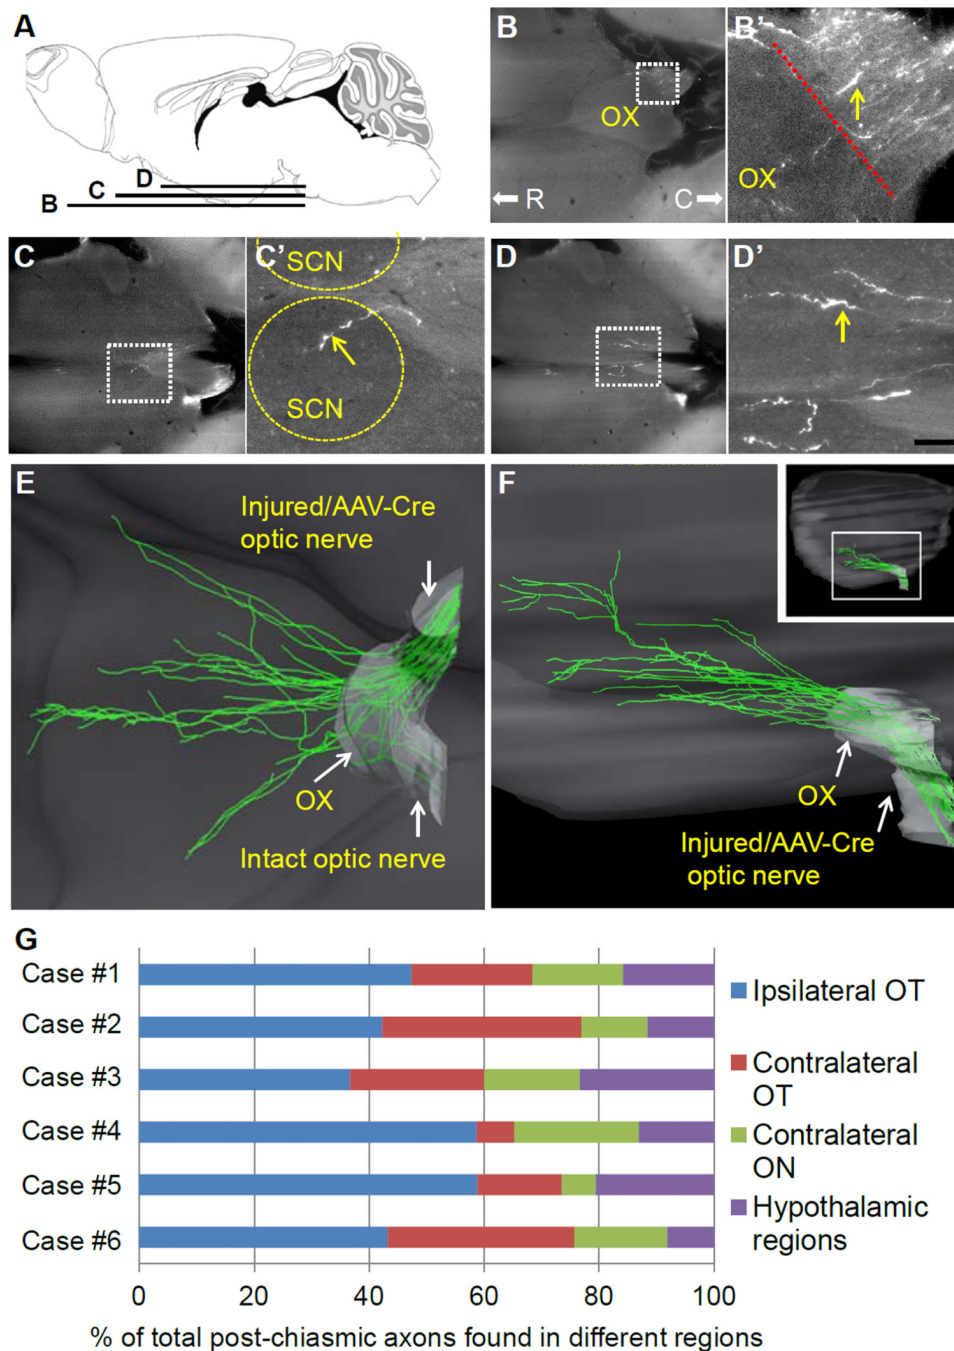 A
B
C
D
B
OX
R
C
B'
OX
C
C'
SCN
SCN
D
D'
E
Injured/AAV-Cre
optic nerve
OX
Intact optic nerve
F
OX
Injured/AAV-Cre
optic nerve
G
Case #1
Case #2
Case #3
Case #4
Case #5
Case #6
0 20 40 60 80 100
% of total post-chiasmic axons found in different regions
Ipsilateral OT
Contralateral
OT
Contralateral
ON
Hypothalamic
regions